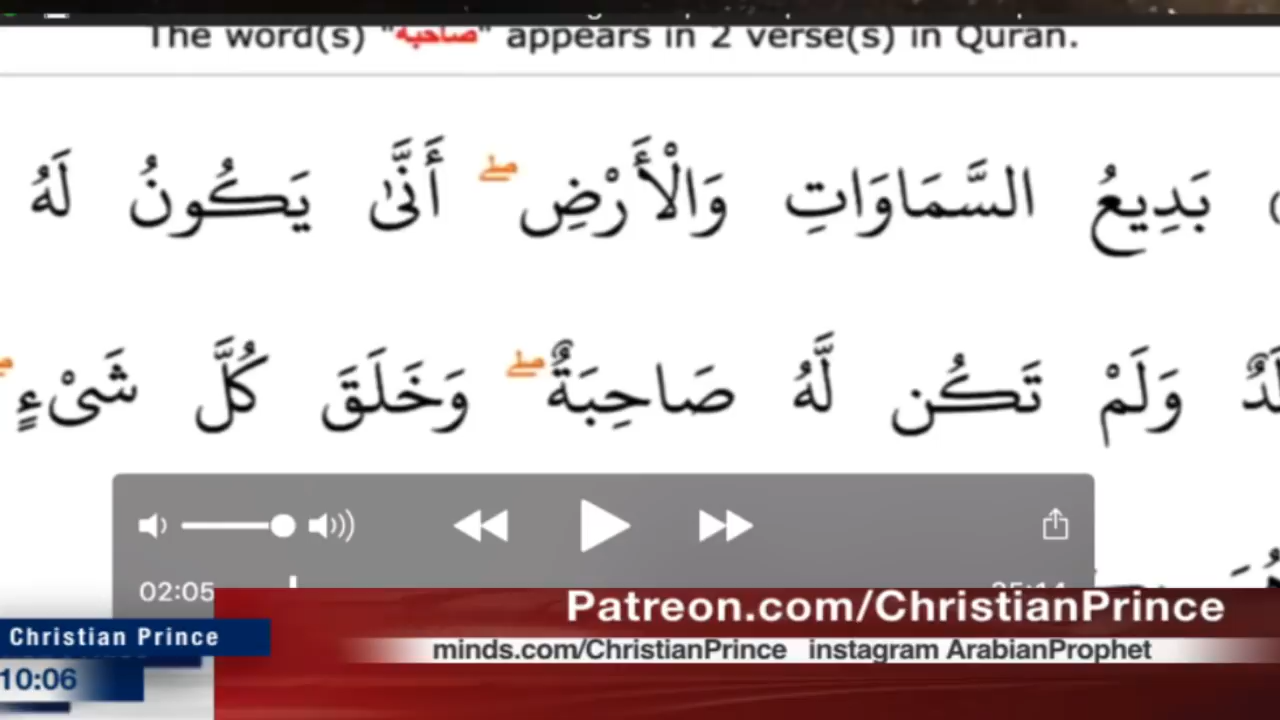 The word(s) "صاحبة" appears in 2 verse(s) in Quran.
بَدِيعُ السَّمَاوَاتِ وَالْأَرْضِ ۖ أَنَّىٰ يَكُونُ لَهُ
وَلَمْ تَكُن لَّهُ صَاحِبَةٌ ۖ وَخَلَقَ كُلَّ شَيْءٍ ۖ
02:05
Patreon.com/ChristianPrince
Christian Prince
minds.com/ChristianPrince instagram ArabianProphet
10:06